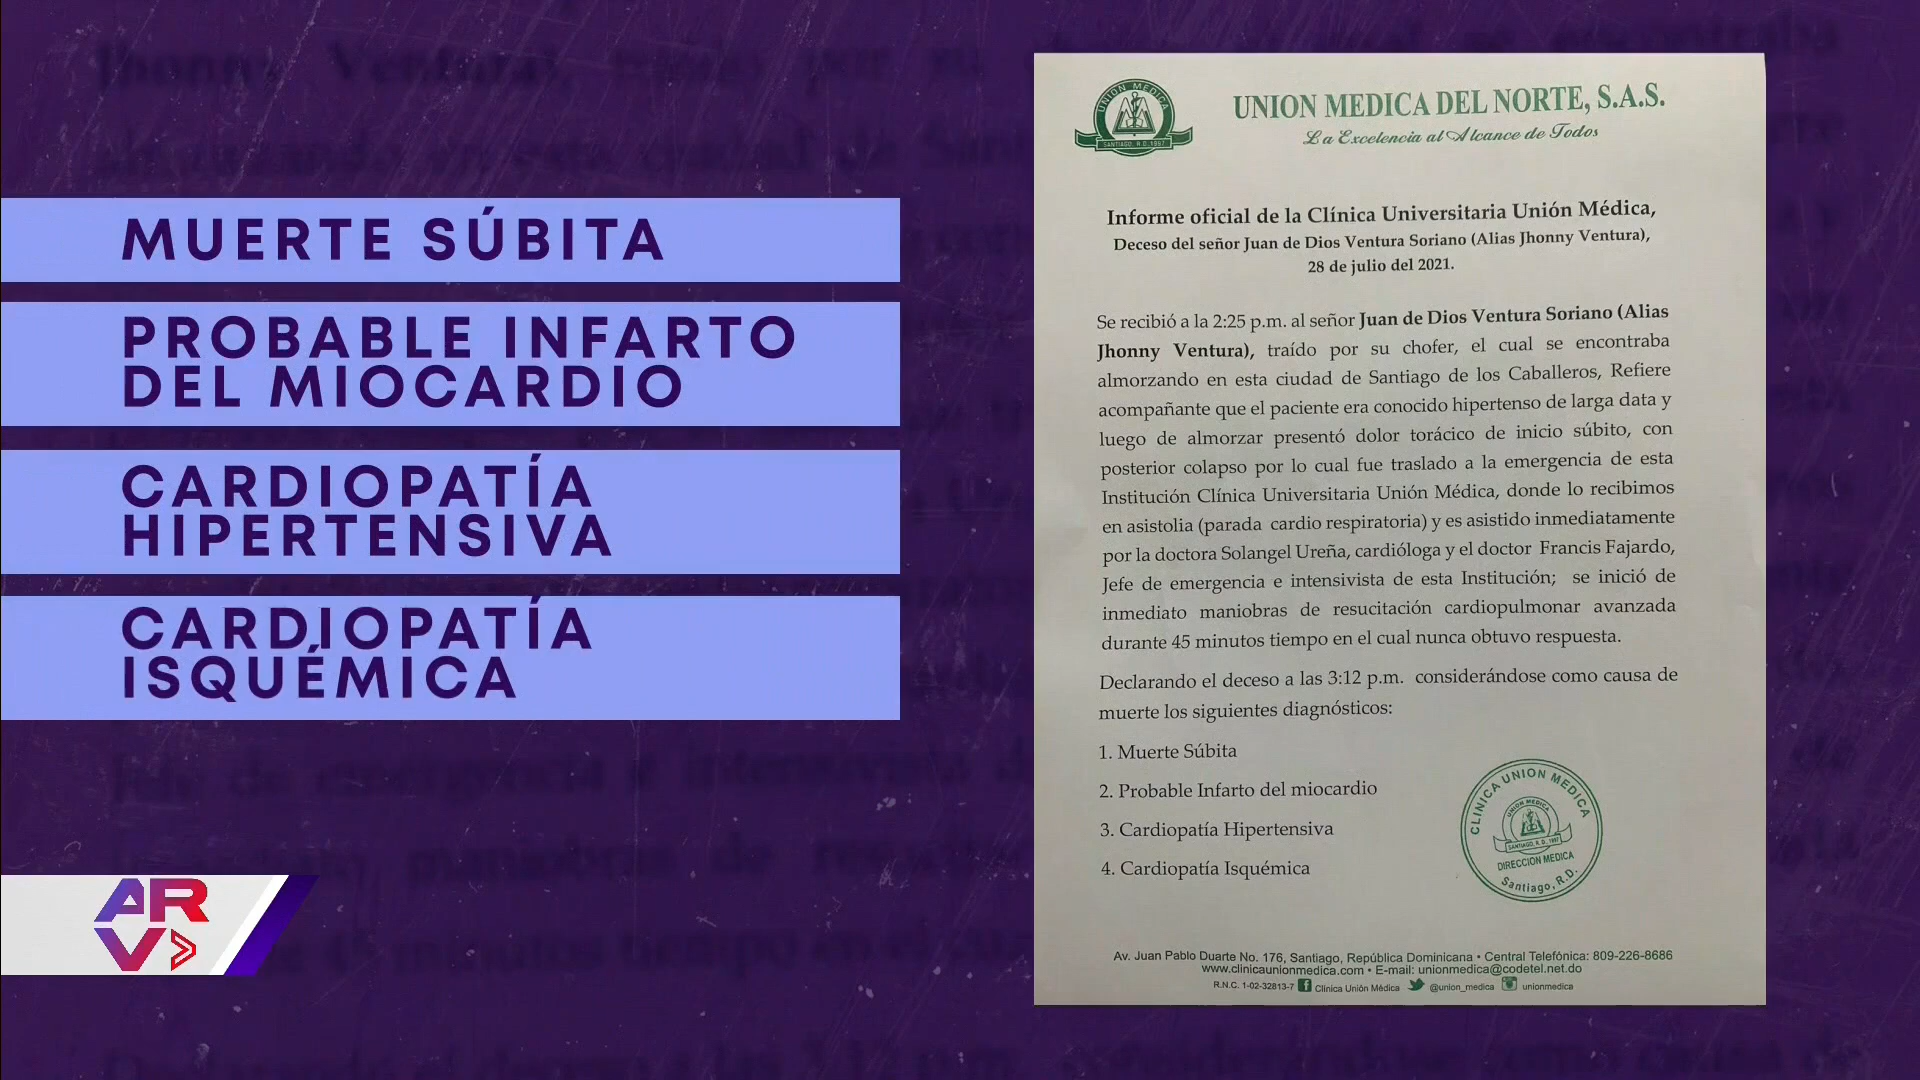 MUERTE SÚBITA
PROBABLE INFARTO
DEL MIOCARDIO
CARDIOPATÍA
HIPERTENSIVA
CARDIOPATÍA
ISQUÉMICA
ARV
UNION MEDICA
SANTIAGO, R.D. 1997
UNION MEDICA DEL NORTE, S.A.S.
La Excelencia al Alcance de Todos
Informe oficial de la Clínica Universitaria Unión Médica,
Deceso del señor Juan de Dios Ventura Soriano (Alias Jhonny Ventura),
28 de julio del 2021.
Se recibió a la 2:25 p.m. al señor Juan de Dios Ventura Soriano (Alias
Jhonny Ventura), traído por su chofer, el cual se encontraba
almorzando en esta ciudad de Santiago de los Caballeros, Refiere
acompañante que el paciente era conocido hipertenso de larga data y
luego de almorzar presentó dolor torácico de inicio súbito, con
posterior colapso por lo cual fue traslado a la emergencia de esta
Institución Clínica Universitaria Unión Médica, donde lo recibimos
en asistolia (parada cardio respiratoria) y es asistido inmediatamente
por la doctora Solangel Ureña, cardióloga y el doctor Francis Fajardo,
Jefe de emergencia e intensivista de esta Institución; se inició de
inmediato maniobras de resucitación cardiopulmonar avanzada
durante 45 minutos tiempo en el cual nunca obtuvo respuesta.
Declarando el deceso a las 3:12 p.m. considerándose como causa de
muerte los siguientes diagnósticos:
1. Muerte Súbita
2. Probable Infarto del miocardio
3. Cardiopatía Hipertensiva
4. Cardiopatía Isquémica
CLINICA UNION MEDICA
UNION MEDICA
SANTIAGO, R.D. 1997
DIRECCION MEDICA
Santiago, R.D.
Av. Juan Pablo Duarte No. 176, Santiago, República Dominicana • Central Telefónica: 809-226-8686
www.clinicaunionmedica.com • E-mail: unionmedica@codetel.net.do
R.N.C. 1-02-32813-7 Clinica Unión Médica @union_medica unionmedica